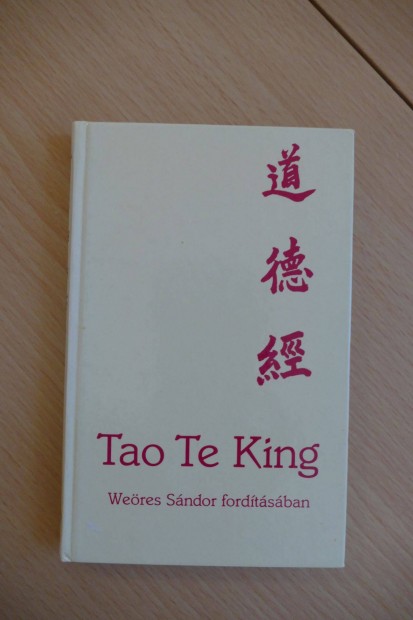 道
德
經
Tao Te King
Weöres Sándor fordításában